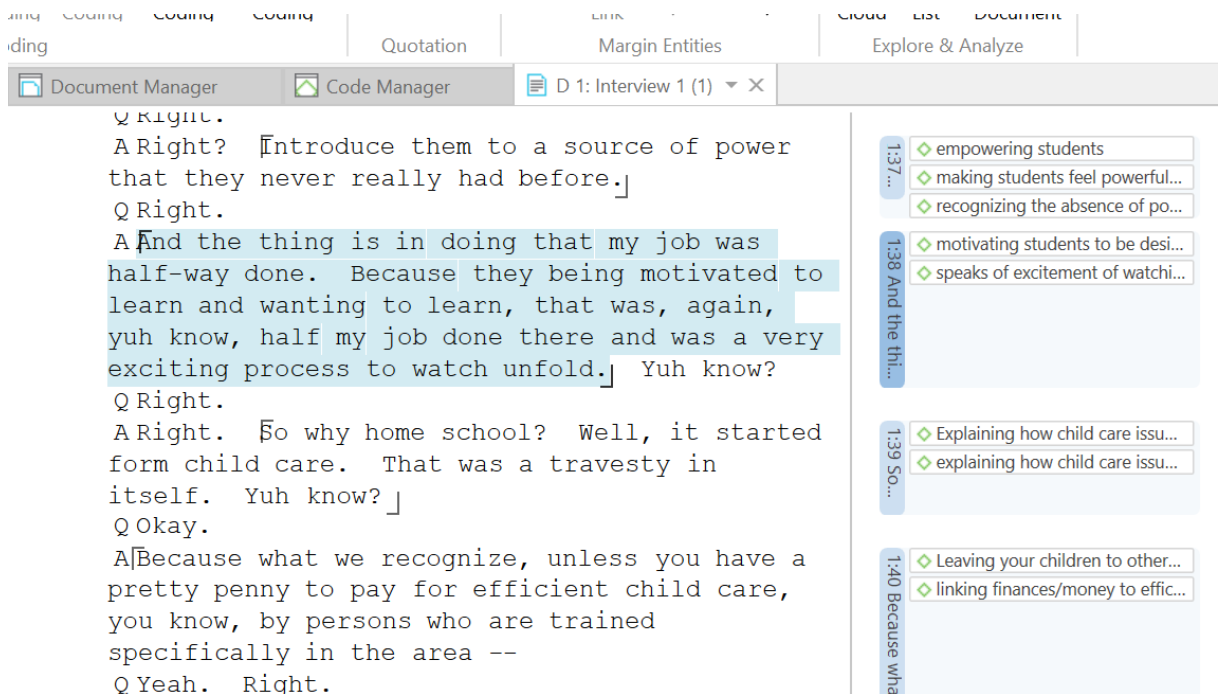 Coding Coding Coding Link Cloud List Document
Quotation Margin Entities Explore & Analyze
Document Manager Code Manager D 1: Interview 1 (1)
Q Right.
A Right? Introduce them to a source of power
that they never really had before.
Q Right.
A And the thing is in doing that my job was
half-way done. Because they being motivated to
learn and wanting to learn, that was, again,
yuh know, half my job done there and was a very
exciting process to watch unfold. Yuh know?
Q Right.
A Right. So why home school? Well, it started
form child care. That was a travesty in
itself. Yuh know?
Q Okay.
A Because what we recognize, unless you have a
pretty penny to pay for efficient child care,
you know, by persons who are trained
specifically in the area --
Q Yeah. Right.
1:37...
empowering students
making students feel powerful...
recognizing the absence of po...
1:38 And the thi...
motivating students to be desi...
speaks of excitement of watchi...
1:39 So...
Explaining how child care issu...
explaining how child care issu...
1:40 Because wha
Leaving your children to other...
linking finances/money to effic...